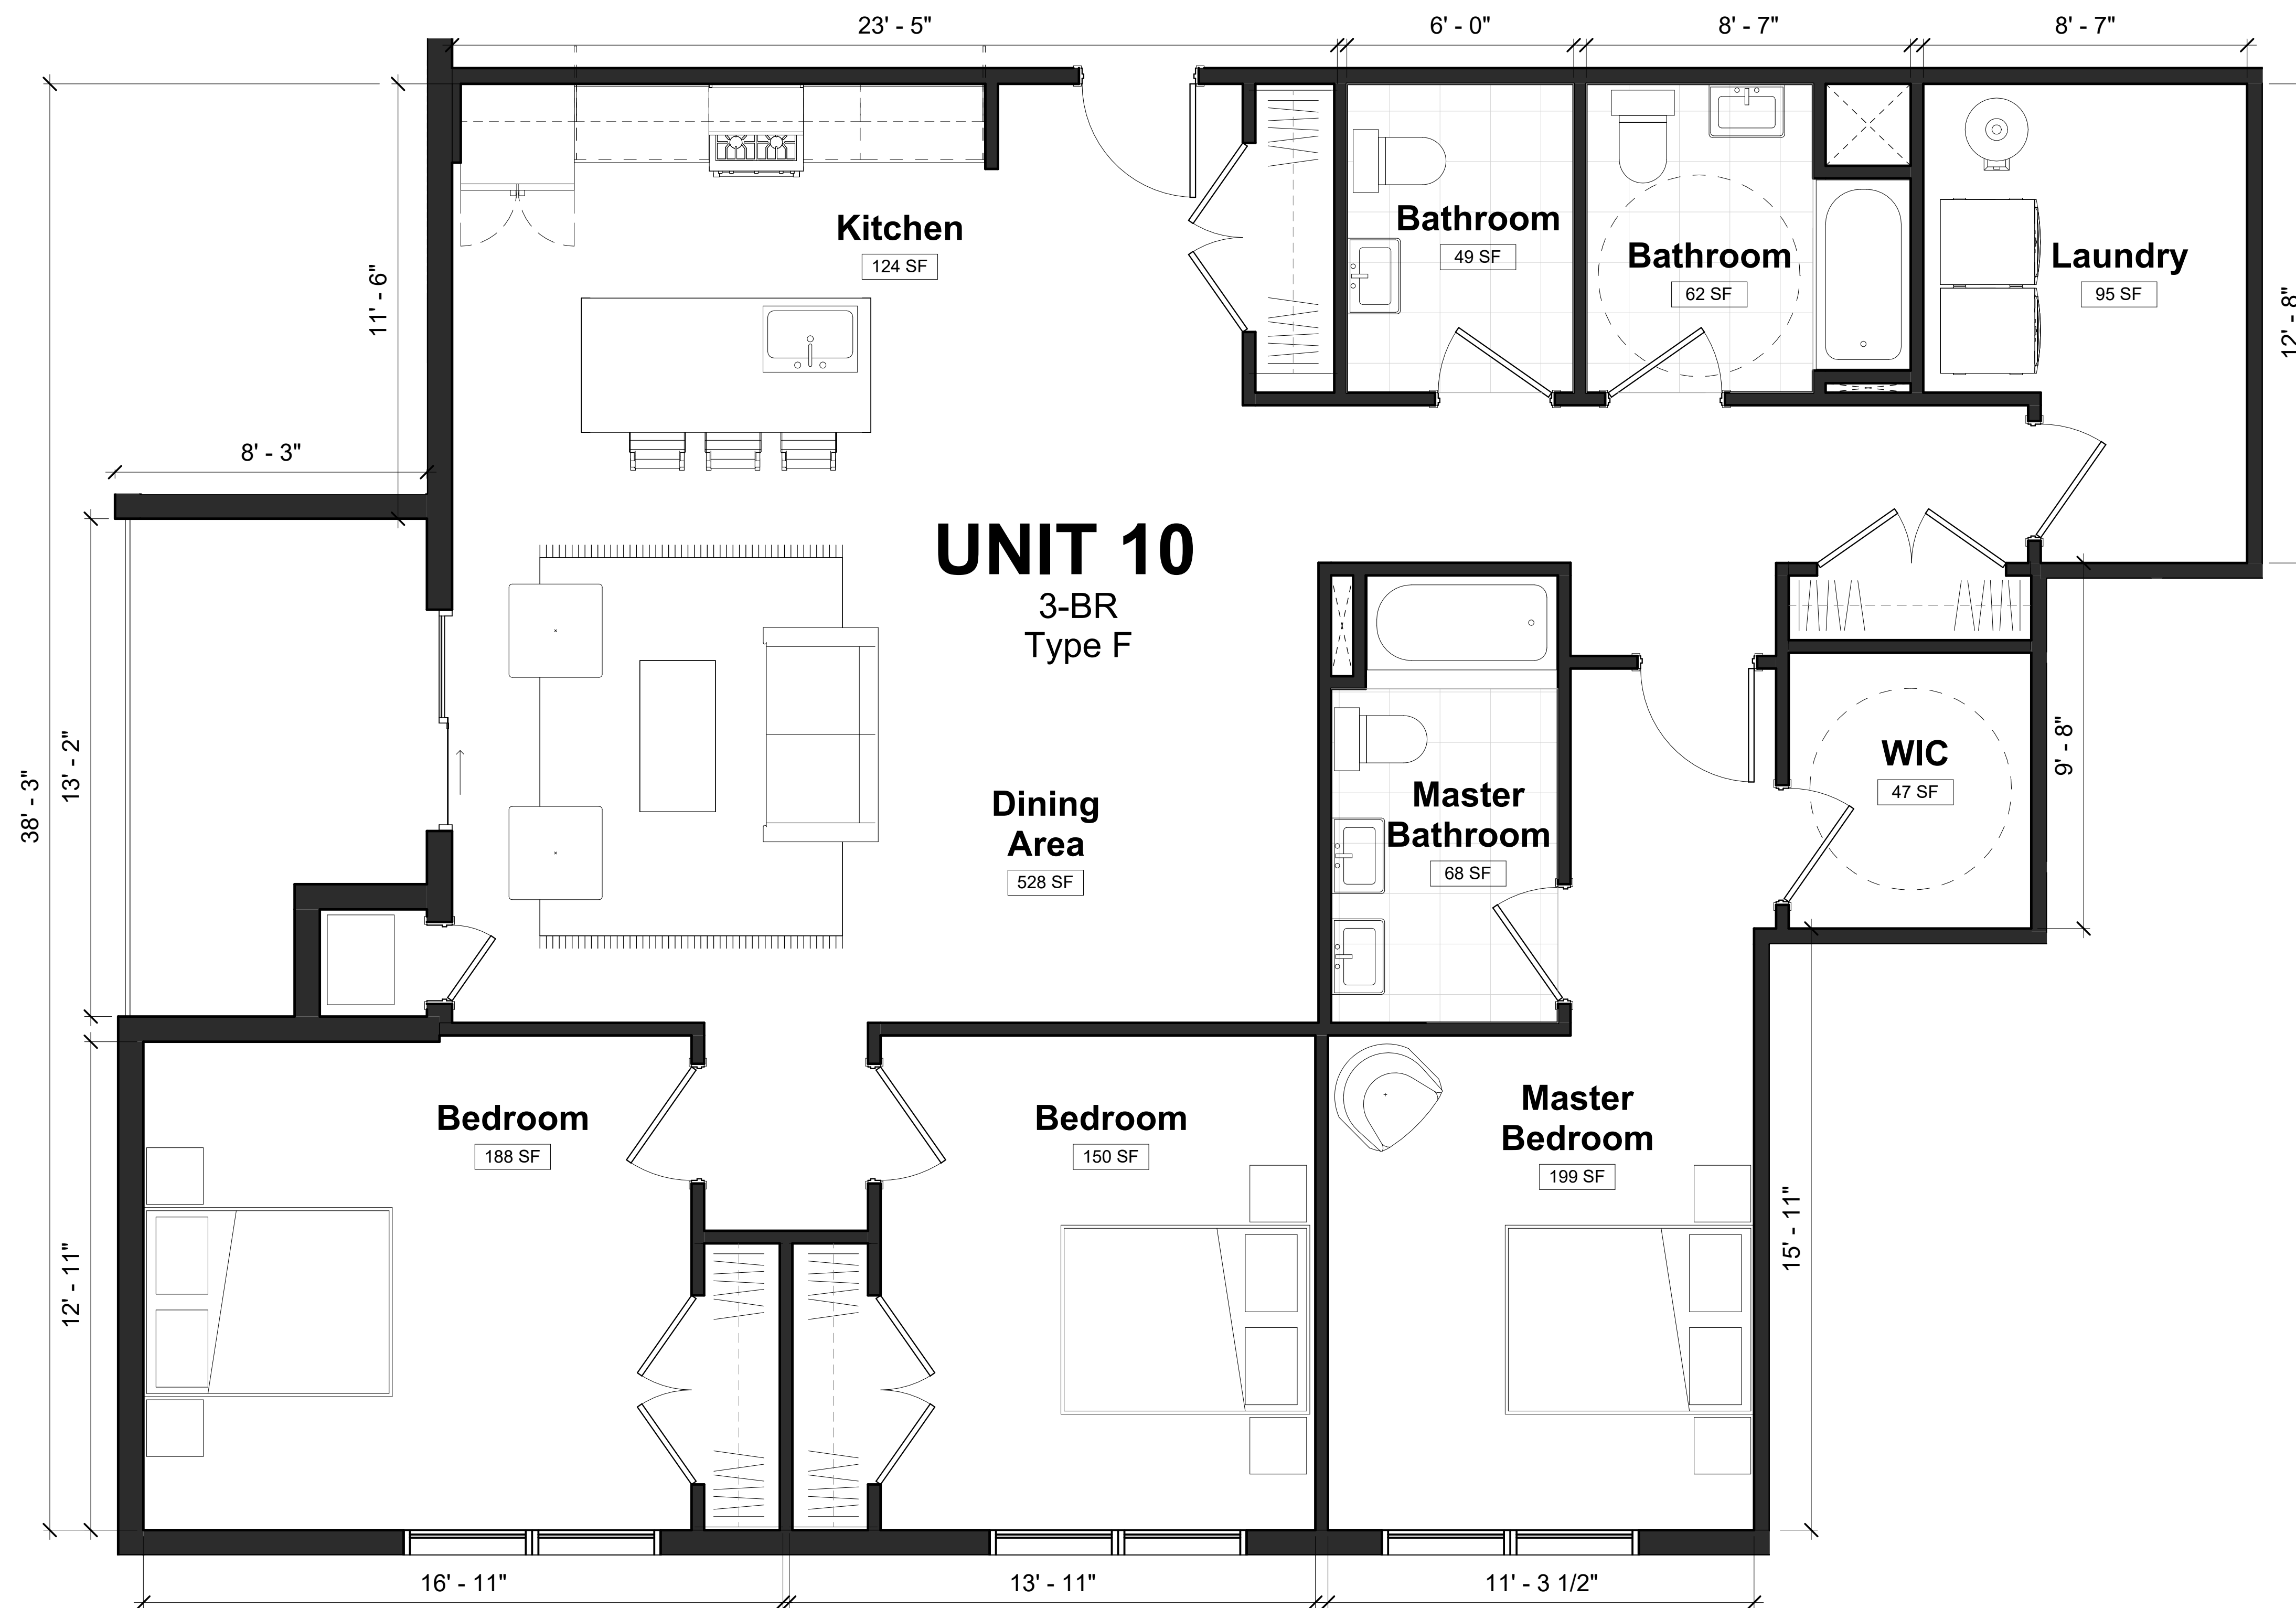 23' - 5"
6' - 0"
8' - 7"
8' - 7"
Kitchen
124 SF
Bathroom
49 SF
Bathroom
62 SF
Laundry
95 SF
11' - 6"
12' - 8"
8' - 3"
UNIT 10
3-BR
Type F
38' - 3"
13' - 2"
Dining
Area
528 SF
Master
Bathroom
68 SF
WIC
47 SF
9' - 8"
Bedroom
188 SF
Bedroom
150 SF
Master
Bedroom
199 SF
12' - 11"
15' - 11"
16' - 11"
13' - 11"
11' - 3 1/2"